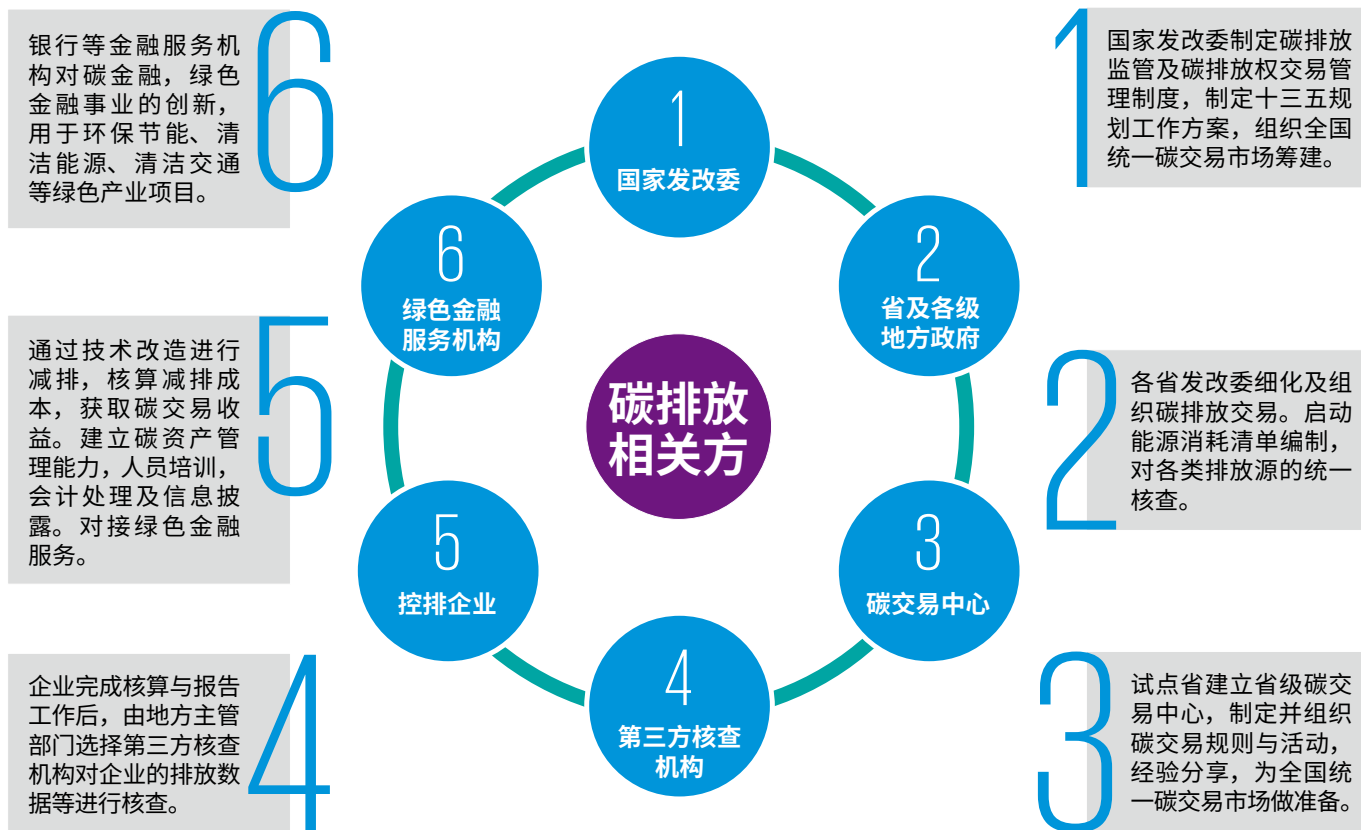 6
银行等金融服务机
构对碳金融，绿色
金融事业的创新，
用于环保节能、清
洁能源、清洁交通
等绿色产业项目。
5
通过技术改造进行
减排，核算减排成
本，获取碳交易收
益。建立碳资产管
理能力，人员培训，
会计处理及信息披
露。对接绿色金融
服务。
4
企业完成核算与报告
工作后，由地方主管
部门选择第三方核查
机构对企业的排放数
据等进行核查。
碳排放
相关方
1
国家发改委
2
省及各级
地方政府
3
碳交易中心
4
第三方核查
机构
5
控排企业
6
绿色金融
服务机构
1
国家发改委制定碳排放
监管及碳排放权交易管
理制度，制定十三五规
划工作方案，组织全国
统一碳交易市场筹建。
2
各省发改委细化及组
织碳排放交易。启动
能源消耗清单编制，
对各类排放源的统一
核查。
3
试点省建立省级碳交
易中心，制定并组织
碳交易规则与活动，
经验分享，为全国统
一碳交易市场做准备。